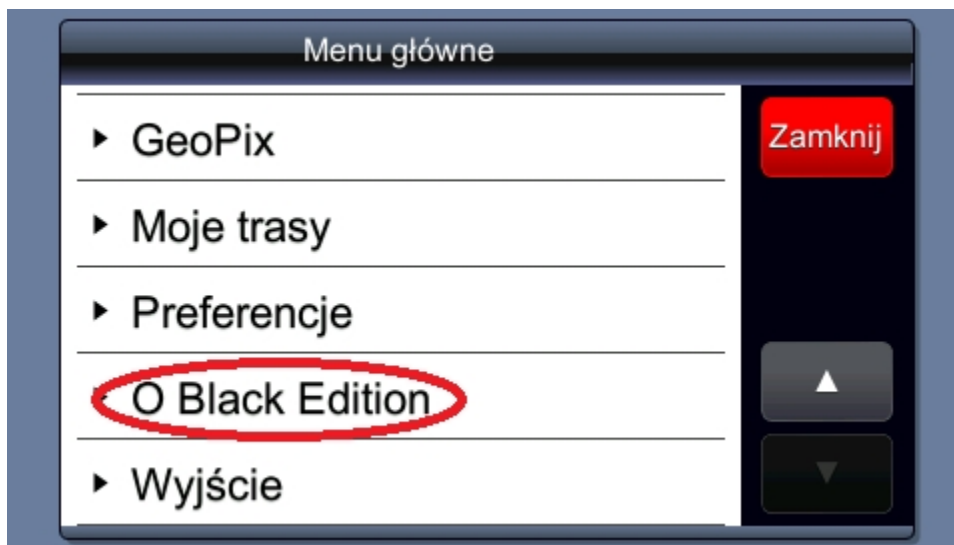 Menu główne
GeoPix
Zamknij
Moje trasy
Preferencje
O Black Edition
Wyjście